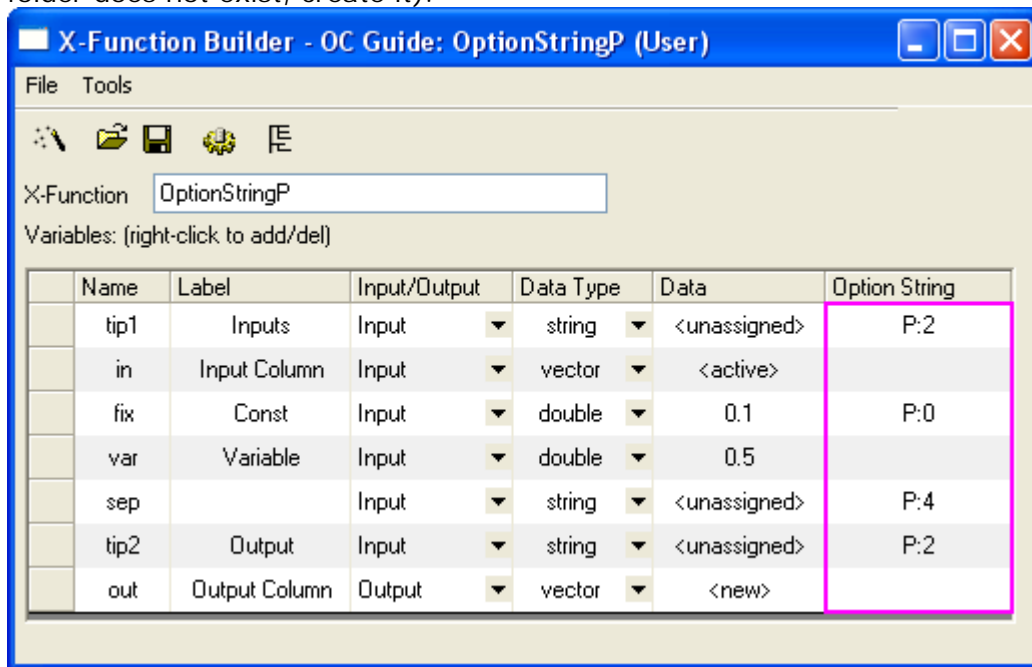 X-Function Builder - OC Guide: OptionStringP (User)
File Tools
X-Function OptionStringP
Variables: (right-click to add/del)
Name Label Input/Output Data Type Data Option String
tip1 Inputs Input string <unassigned> P:2
in Input Column Input vector <active>
fix Const Input double 0.1 P:0
var Variable Input double 0.5
sep Input string <unassigned> P:4
tip2 Output Input string <unassigned> P:2
out Output Column Output vector <new>